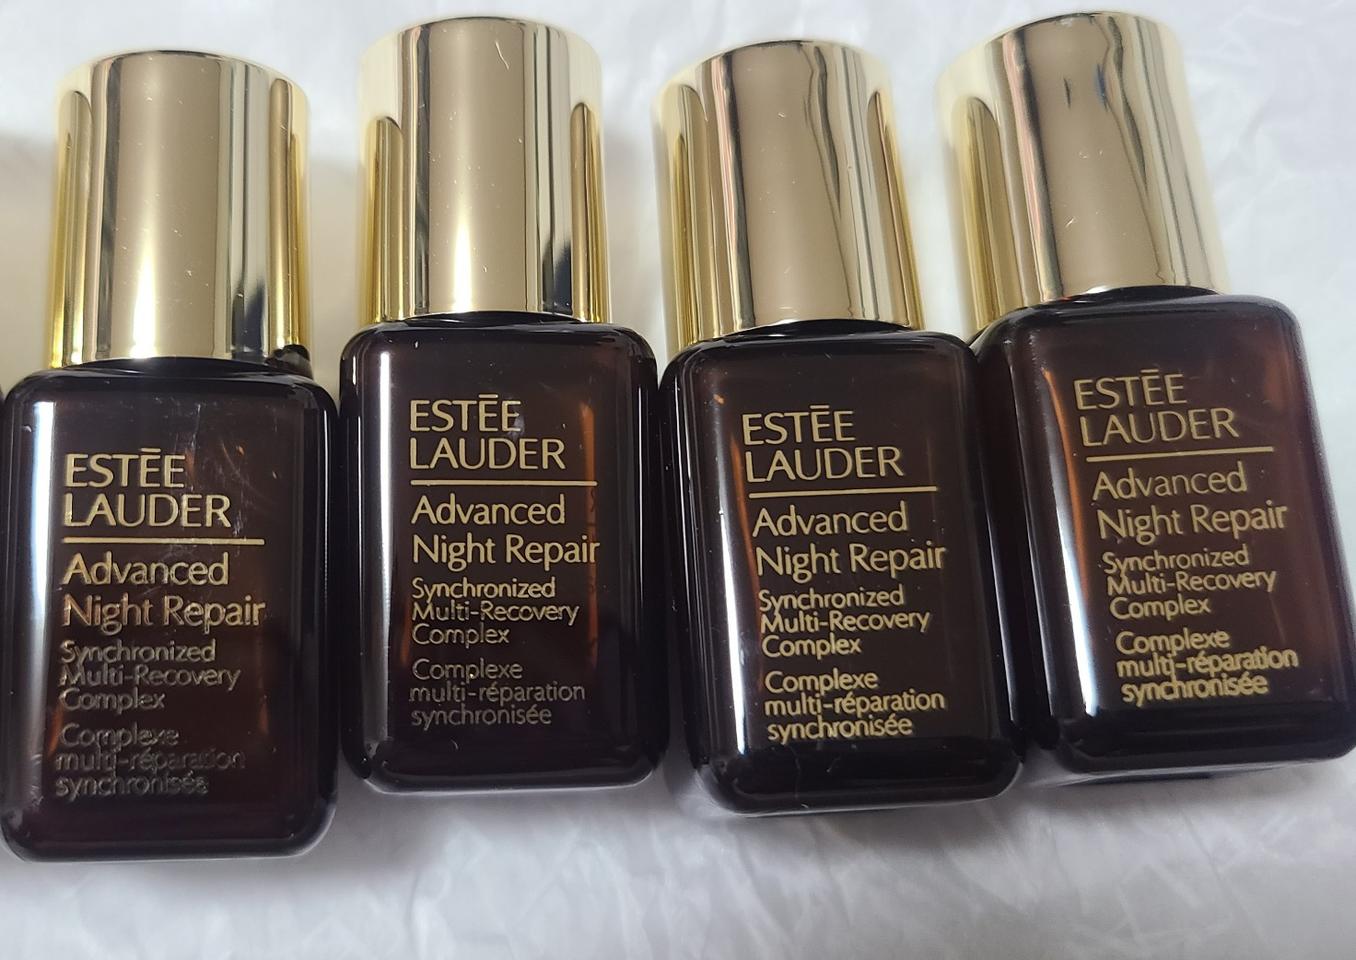 ESTĒE
LAUDER
Advanced
Night Repair
Synchronized
Multi-Recovery
Complex
Complexe
multi-réparation
synchronisée
ESTĒE
LAUDER
Advanced
Night Repair
Synchronized
Multi-Recovery
Complex
Complexe
multi-réparation
synchronisée
ESTĒE
LAUDER
Advanced
Night Repair
Synchronized
Multi-Recovery
Complex
Complexe
multi-réparation
synchronisée
ESTĒE
LAUDER
Advanced
Night Repair
Synchronized
Multi-Recovery
Complex
Complexe
multi-réparation
synchronisée